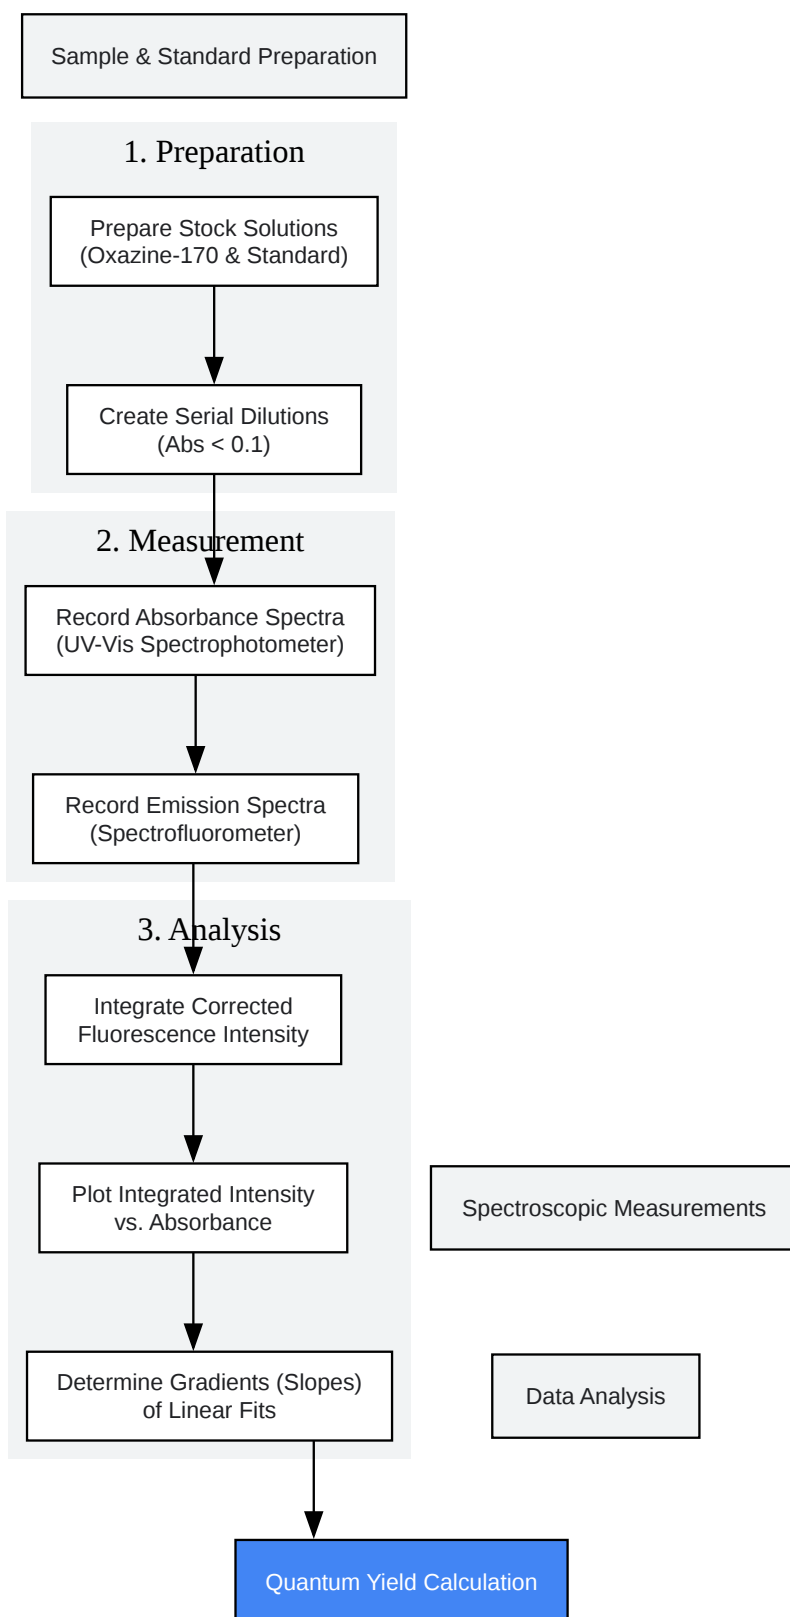 Sample & Standard Preparation
1. Preparation
Prepare Stock Solutions
(Oxazine-170 & Standard)
Create Serial Dilutions
(Abs < 0.1)
2. Measurement
Record Absorbance Spectra
(UV-Vis Spectrophotometer)
Record Emission Spectra
(Spectrofluorometer)
3. Analysis
Integrate Corrected
Fluorescence Intensity
Plot Integrated Intensity
vs. Absorbance
Spectroscopic Measurements
Determine Gradients (Slopes)
of Linear Fits
Data Analysis
Quantum Yield Calculation